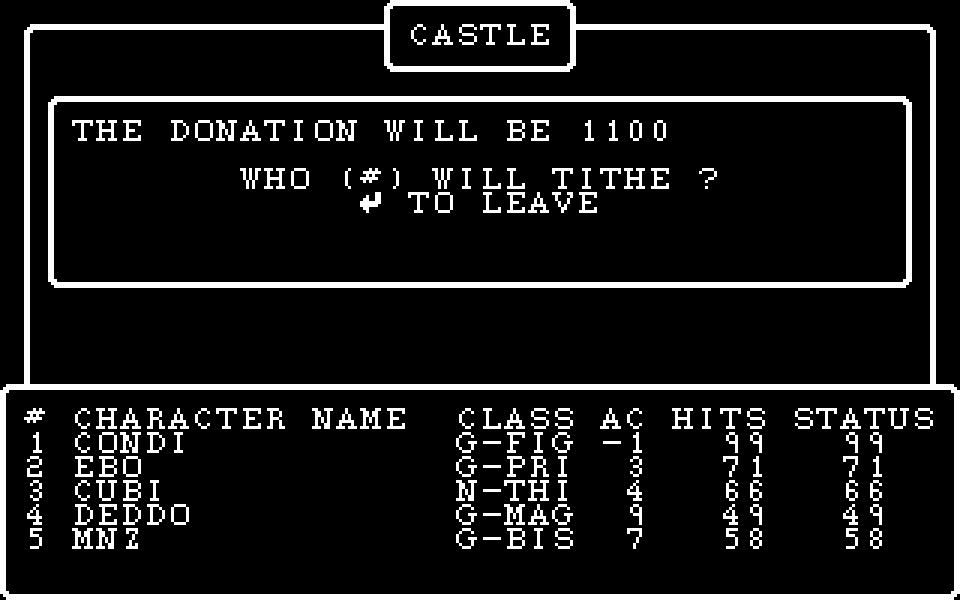 CASTLE
THE DONATION WILL BE 1100
WHO (#) WILL TITHE ?
↵ TO LEAVE
# CHARACTER NAME CLASS AC HITS STATUS
1 CONDI G-FIG -1 99 99
2 EBO G-PRI 3 71 71
3 CUBI N-THI 4 66 66
4 DEDDO G-MAG 9 49 49
5 MNZ G-BIS 7 58 58